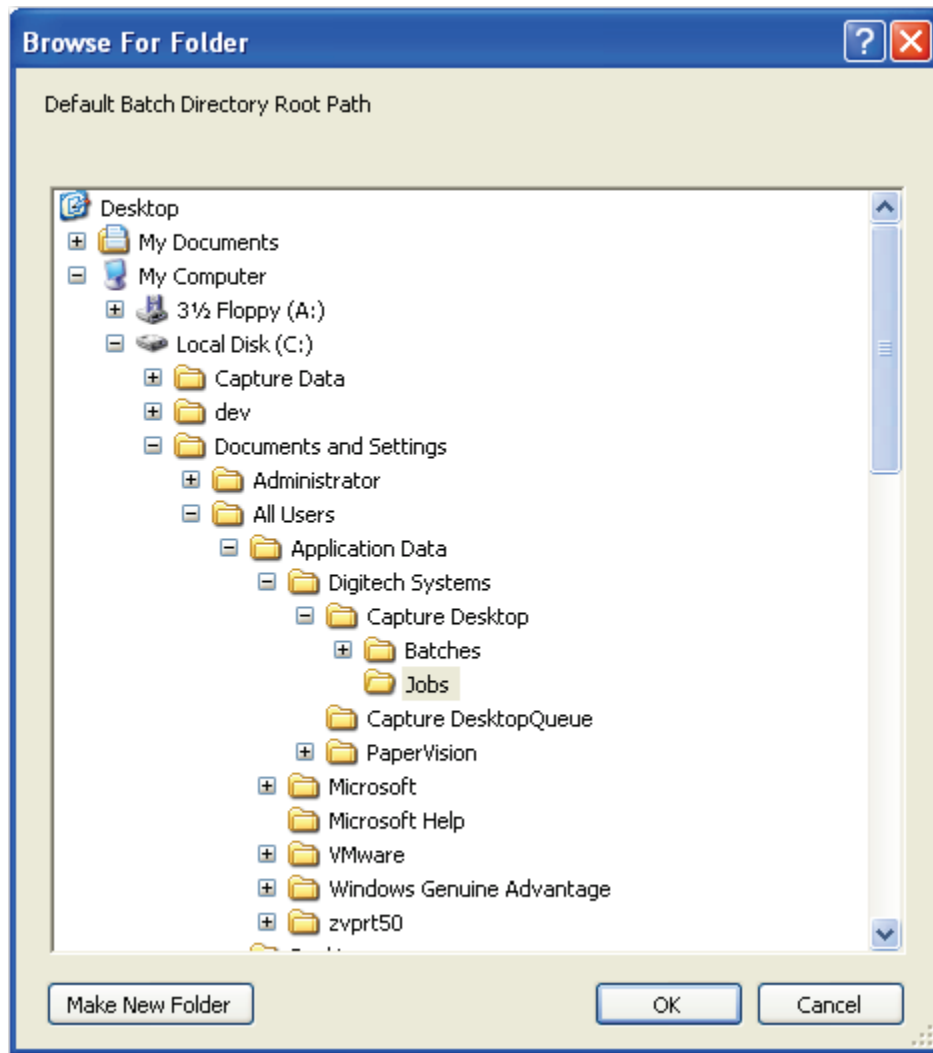 Browse For Folder
Default Batch Directory Root Path
Desktop
My Documents
My Computer
3½ Floppy (A:)
Local Disk (C:)
Capture Data
dev
Documents and Settings
Administrator
All Users
Application Data
Digitech Systems
Capture Desktop
Batches
Jobs
Capture DesktopQueue
PaperVision
Microsoft
Microsoft Help
VMware
Windows Genuine Advantage
zvprt50
Make New Folder OK Cancel